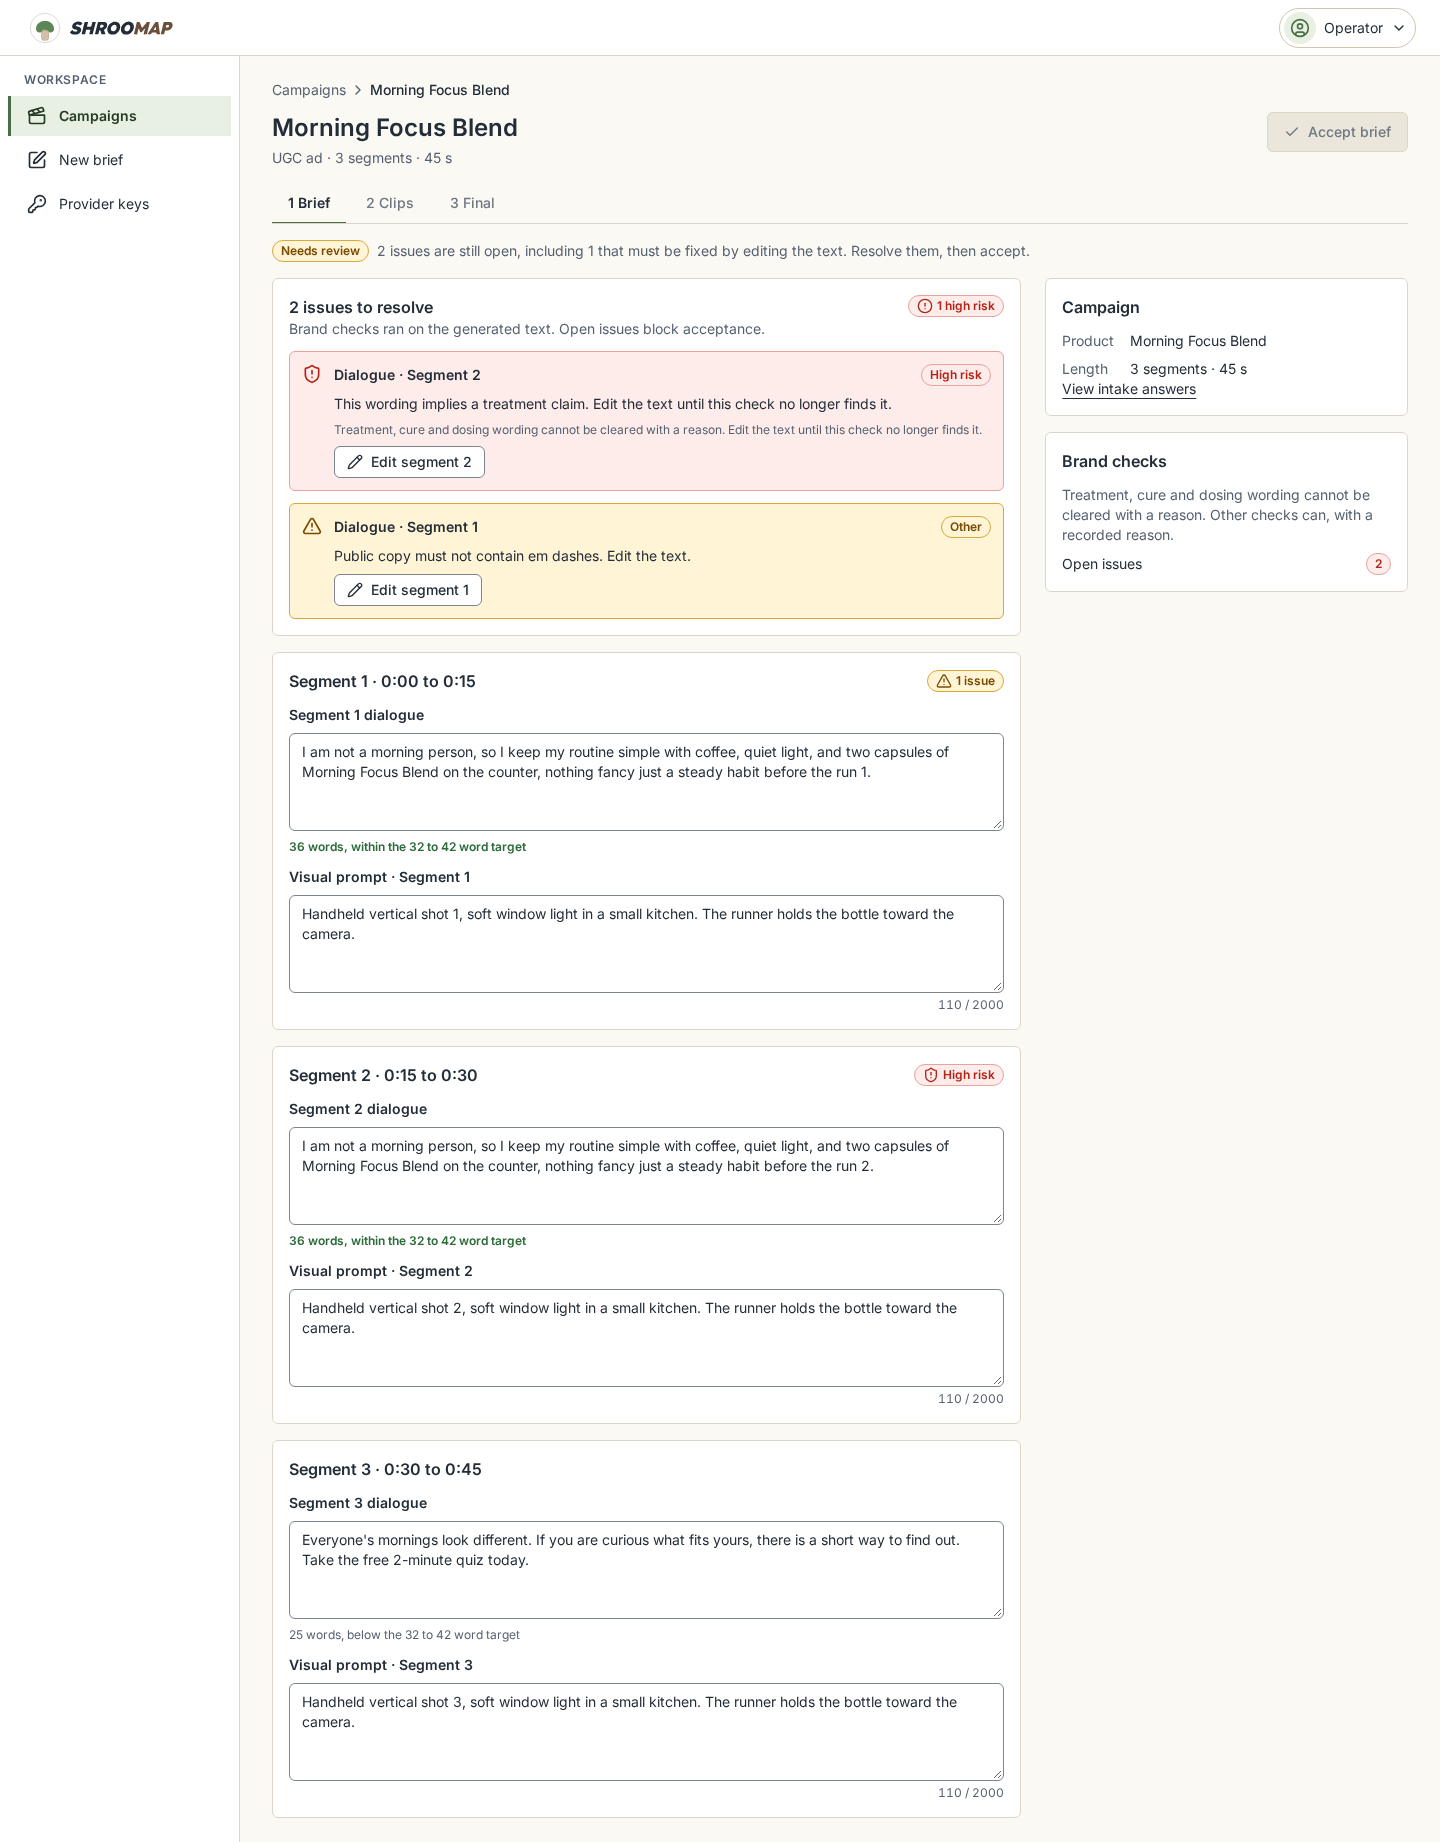 SHROOMAP
Operator
WORKSPACE
Campaigns
New brief
Provider keys
Campaigns > Morning Focus Blend
Morning Focus Blend
Accept brief
UGC ad · 3 segments · 45 s
1 Brief 2 Clips 3 Final
Needs review 2 issues are still open, including 1 that must be fixed by editing the text. Resolve them, then accept.
2 issues to resolve
1 high risk
Brand checks ran on the generated text. Open issues block acceptance.
Dialogue · Segment 2
High risk
This wording implies a treatment claim. Edit the text until this check no longer finds it.
Treatment, cure and dosing wording cannot be cleared with a reason. Edit the text until this check no longer finds it.
Edit segment 2
Dialogue · Segment 1
Other
Public copy must not contain em dashes. Edit the text.
Edit segment 1
Campaign
Product Morning Focus Blend
Length 3 segments · 45 s
View intake answers
Brand checks
Treatment, cure and dosing wording cannot be
cleared with a reason. Other checks can, with a
recorded reason.
Open issues 2
Segment 1 · 0:00 to 0:15
1 issue
Segment 1 dialogue
I am not a morning person, so I keep my routine simple with coffee, quiet light, and two capsules of
Morning Focus Blend on the counter, nothing fancy just a steady habit before the run 1.
36 words, within the 32 to 42 word target
Visual prompt · Segment 1
Handheld vertical shot 1, soft window light in a small kitchen. The runner holds the bottle toward the
camera.
110 / 2000
Segment 2 · 0:15 to 0:30
High risk
Segment 2 dialogue
I am not a morning person, so I keep my routine simple with coffee, quiet light, and two capsules of
Morning Focus Blend on the counter, nothing fancy just a steady habit before the run 2.
36 words, within the 32 to 42 word target
Visual prompt · Segment 2
Handheld vertical shot 2, soft window light in a small kitchen. The runner holds the bottle toward the
camera.
110 / 2000
Segment 3 · 0:30 to 0:45
Segment 3 dialogue
Everyone's mornings look different. If you are curious what fits yours, there is a short way to find out.
Take the free 2-minute quiz today.
25 words, below the 32 to 42 word target
Visual prompt · Segment 3
Handheld vertical shot 3, soft window light in a small kitchen. The runner holds the bottle toward the
camera.
110 / 2000